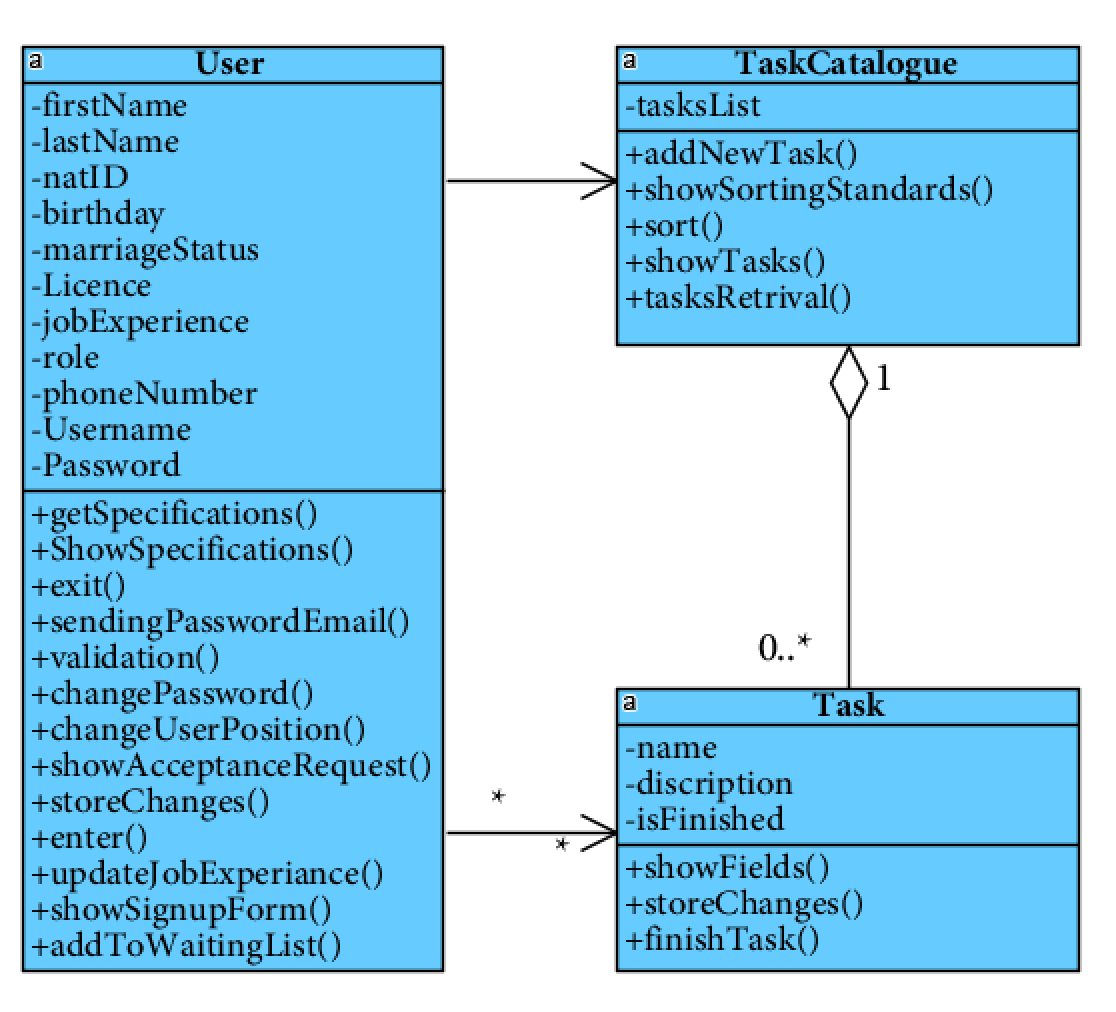 a User
-firstName
-lastName
-natID
-birthday
-marriageStatus
-Licence
-jobExperience
-role
-phoneNumber
-Username
-Password
+getSpecifications()
+ShowSpecifications()
+exit()
+sendingPasswordEmail()
+validation()
+changePassword()
+changeUserPosition()
+showAcceptanceRequest()
+storeChanges()
+enter()
+updateJobExperiance()
+showSignupForm()
+addToWaitingList()
a TaskCatalogue
-tasksList
+addNewTask()
+showSortingStandards()
+sort()
+showTasks()
+tasksRetrival()
1
0..*
*
*
a Task
-name
-discription
-isFinished
+showFields()
+storeChanges()
+finishTask()